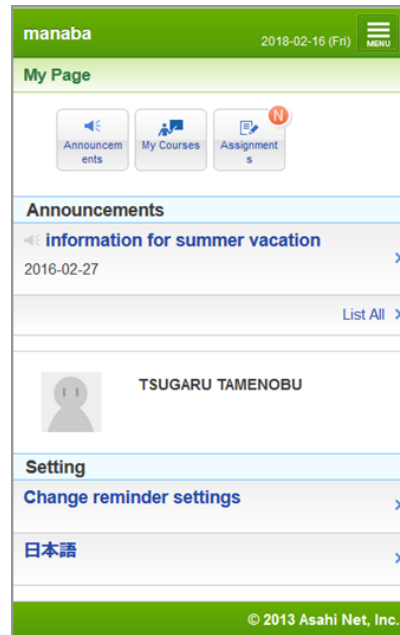 manaba
2018-02-16 (Fri)
MENU
My Page
N
Announcem
ents
My Courses
Assignment
s
Announcements
information for summer vacation
2016-02-27
List All
TSUGARU TAMENOBU
Setting
Change reminder settings
日本語
© 2013 Asahi Net, Inc.